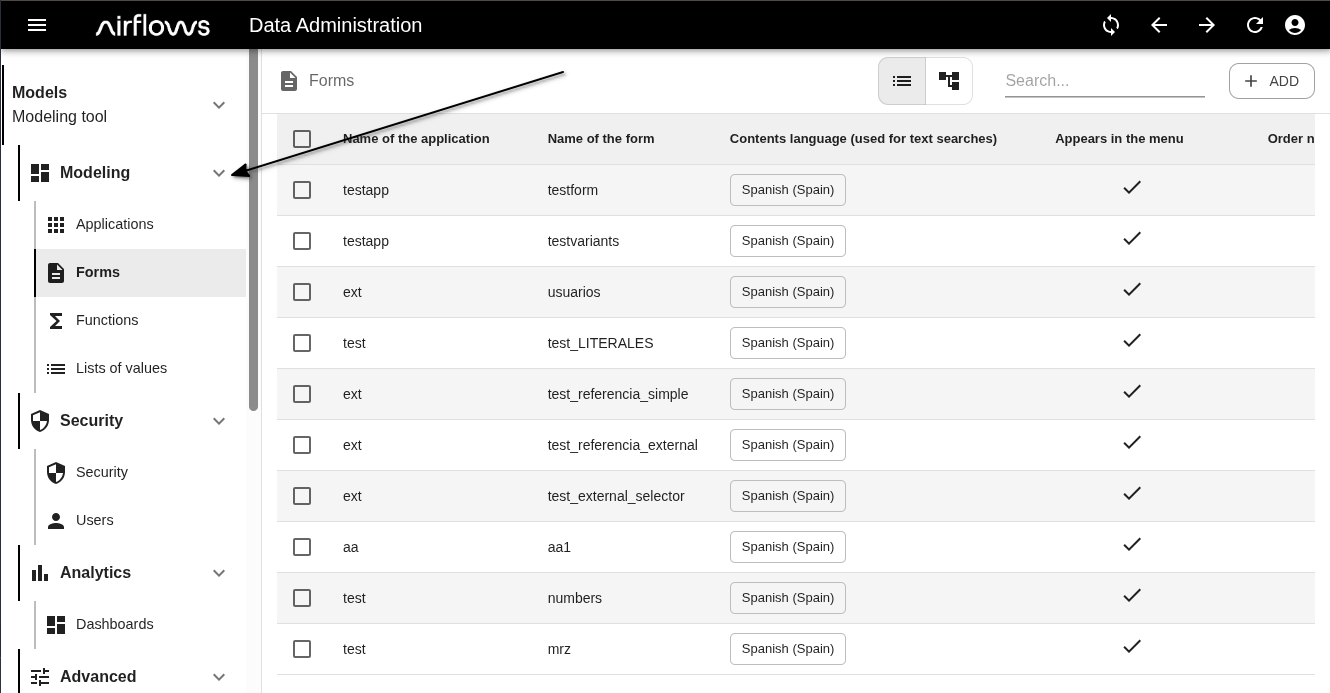 airflows
Data Administration
Models
Modeling tool
Modeling
Applications
Forms
Functions
Lists of values
Security
Security
Users
Analytics
Dashboards
Advanced
Forms
Search...
ADD
Name of the application Name of the form Contents language (used for text searches) Appears in the menu Order n
testapp testform Spanish (Spain)
testapp testvariants Spanish (Spain)
ext usuarios Spanish (Spain)
test test_LITERALES Spanish (Spain)
ext test_referencia_simple Spanish (Spain)
ext test_referencia_external Spanish (Spain)
ext test_external_selector Spanish (Spain)
aa aa1 Spanish (Spain)
test numbers Spanish (Spain)
test mrz Spanish (Spain)